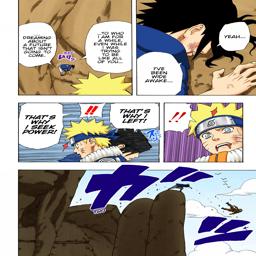 YEAH...
I'VE
BEEN
WIDE
AWAKE...
...TO WHO
I AM FOR
A WHILE,
EVEN WHILE
I WAS
TRYING
TO BE
LIKE ALL
OF YOU...
...
DREAMING
ABOUT
A FUTURE
THAT ISN'T
GOING TO
COME.
!!
THAT'S
WHY I
LEFT!
!!
THAT'S
WHY I
SEEK
POWER!